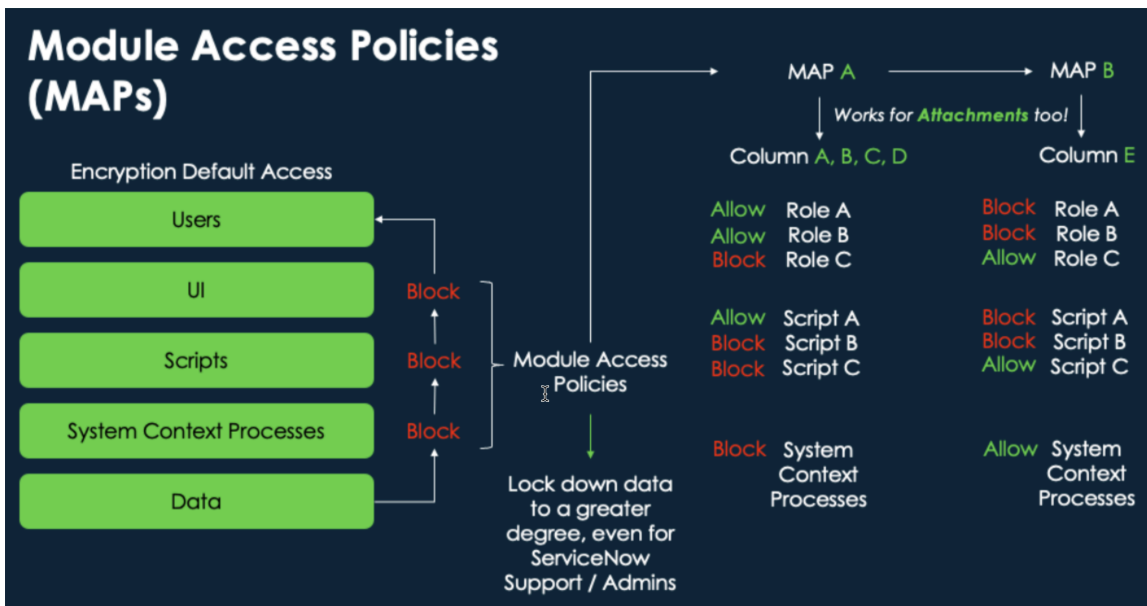 Module Access Policies
(MAPs)
Encryption Default Access
Users
UI
Scripts
System Context Processes
Data
Block
Block
Block
Module Access
Policies
Lock down data
to a greater
degree, even for
ServiceNow
Support / Admins
MAP A
MAP B
Works for Attachments too!
Column A, B, C, D
Allow Role A
Allow Role B
Block Role C
Allow Script A
Block Script B
Block Script C
Block System
Context
Processes
Column E
Block Role A
Block Role B
Allow Role C
Block Script A
Block Script B
Allow Script C
Allow System
Context
Processes